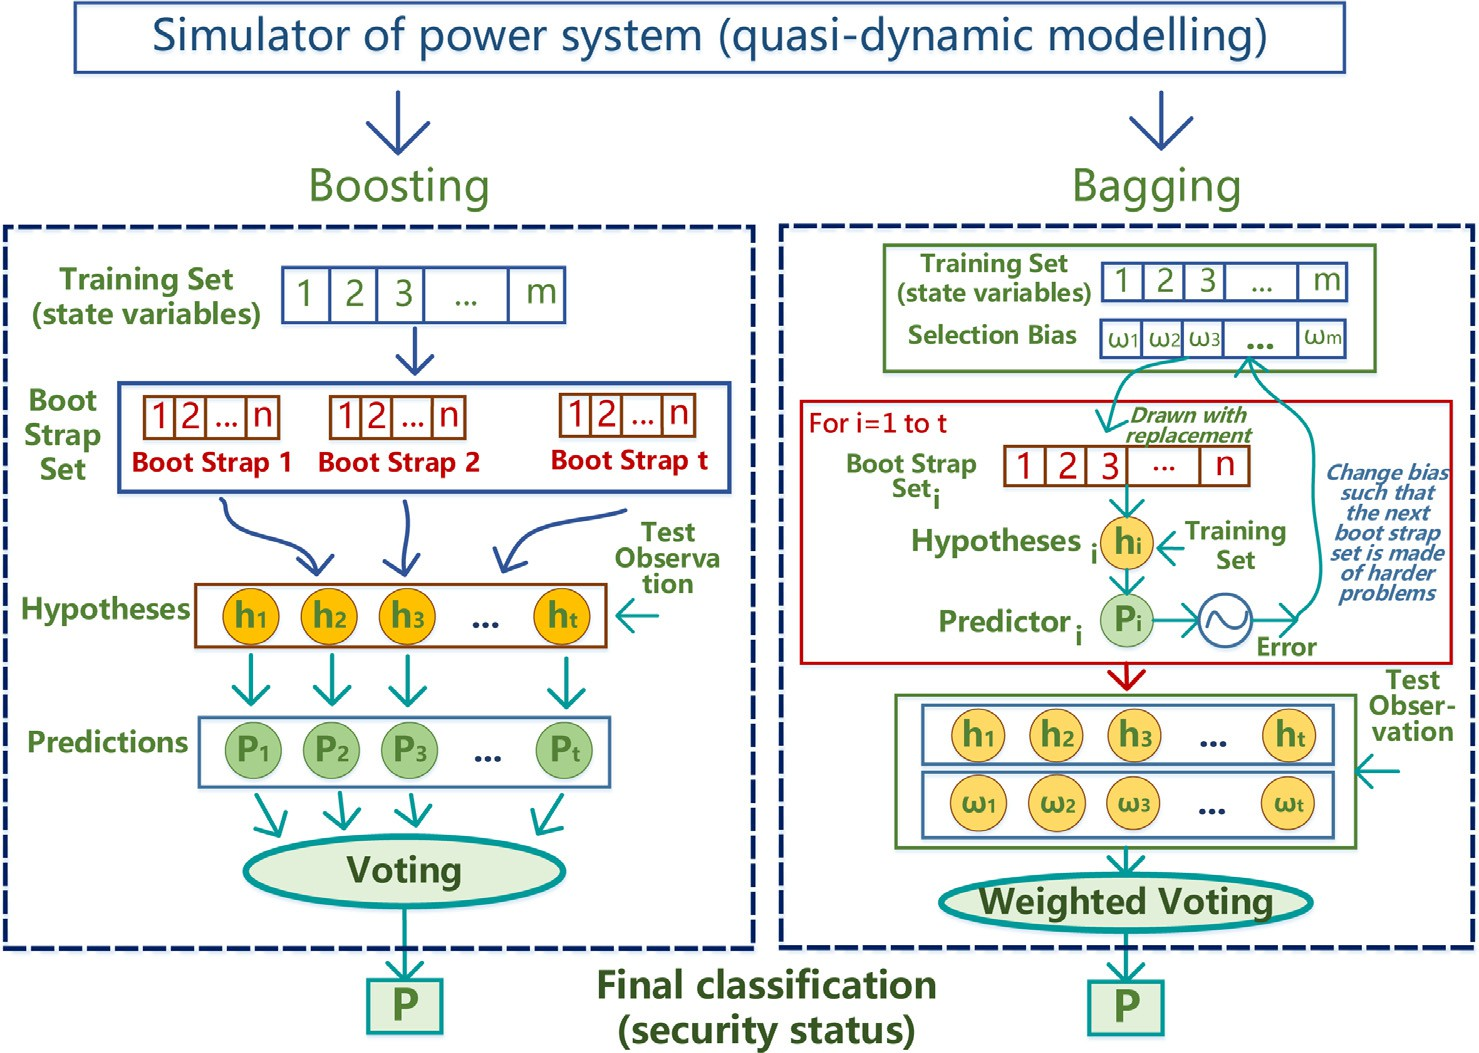 Simulator of power system (quasi-dynamic modelling)
Boosting
Training Set
(state variables)
1 2 3 ... m
Boot
Strap
Set
1 2 ... n
Boot Strap 1
1 2 ... n
Boot Strap 2
1 2 ... n
Boot Strap t
Test
Observa
tion
Hypotheses
h1 h2 h3 ... ht
Predictions
P1 P2 P3 ... Pt
Voting
P
Bagging
Training Set
(state variables)
1 2 3 ... m
Selection Bias
ω1 ω2 ω3 ... ωm
For i=1 to t
Drawn with
replacement
Boot Strap
Set i
1 2 3 ... n
Change bias
such that
the next
boot strap
set is made
of harder
problems
Hypotheses i
hi
Training
Set
Predictor i
Pi
Error
Test
Obser-
vation
h1 h2 h3 ... ht
ω1 ω2 ω3 ... ωt
Weighted Voting
P
Final classification
(security status)